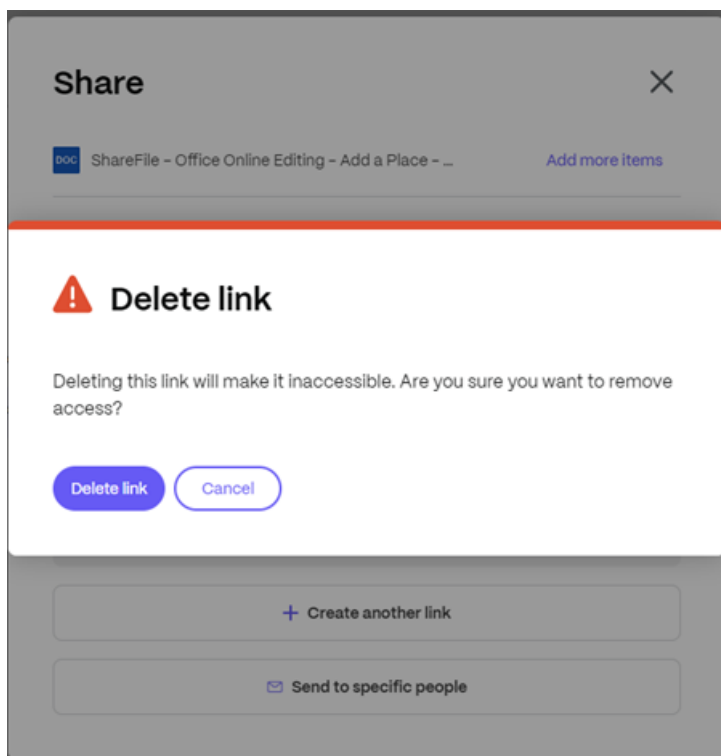 Share
DOC ShareFile – Office Online Editing – Add a Place – ... Add more items
Delete link
Deleting this link will make it inaccessible. Are you sure you want to remove
access?
Delete link Cancel
+ Create another link
Send to specific people